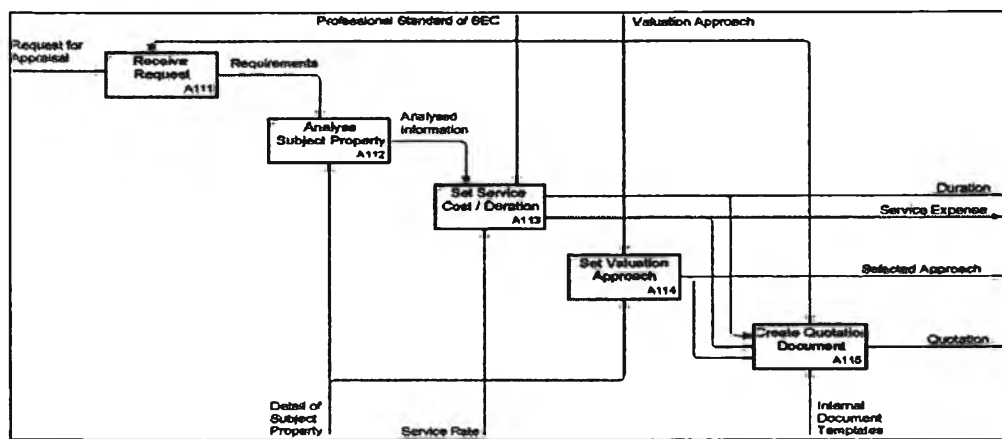 Professional Standard of SEC
Valuation Approach
Request for
Appraisal
Receive
Request
A111
Requirements
Analyse
Subject Property
A112
Analysed
Information
Set Service
Cost / Duration
A113
Duration
Service Expense
Set Valuation
Approach
A114
Selected Approach
Create Quotation
Document
A115
Quotation
Detail of
Subject
Property
Service Rate
Internal
Document
Templates